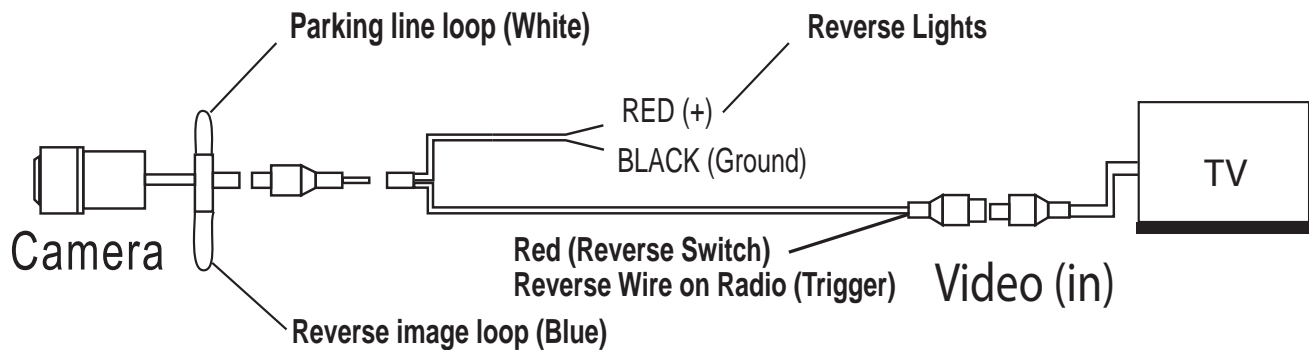 Parking line loop (White)
Reverse Lights
RED (+)
BLACK (Ground)
TV
Camera
Red (Reverse Switch)
Reverse Wire on Radio (Trigger)
Video (in)
Reverse image loop (Blue)